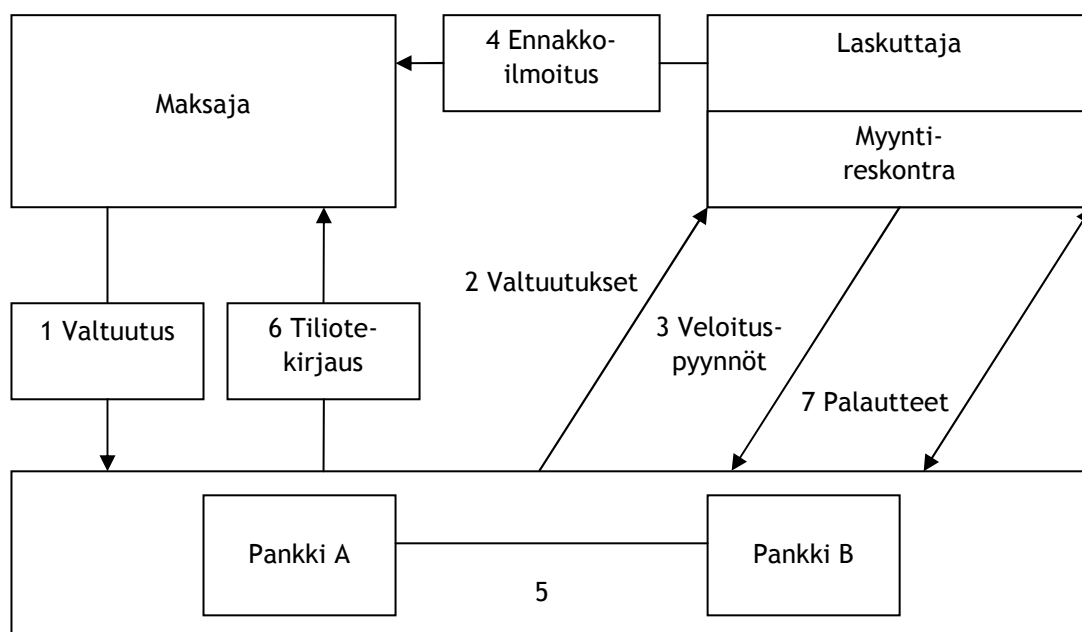 4 Ennakko-
ilmoitus
Laskuttaja
Maksaja
Myynti-
reskontra
2 Valtuutukset
1 Valtuutus
6 Tiliote-
kirjaus
3 Veloitus-
pyynnöt
7 Palautteet
Pankki A
Pankki B
5